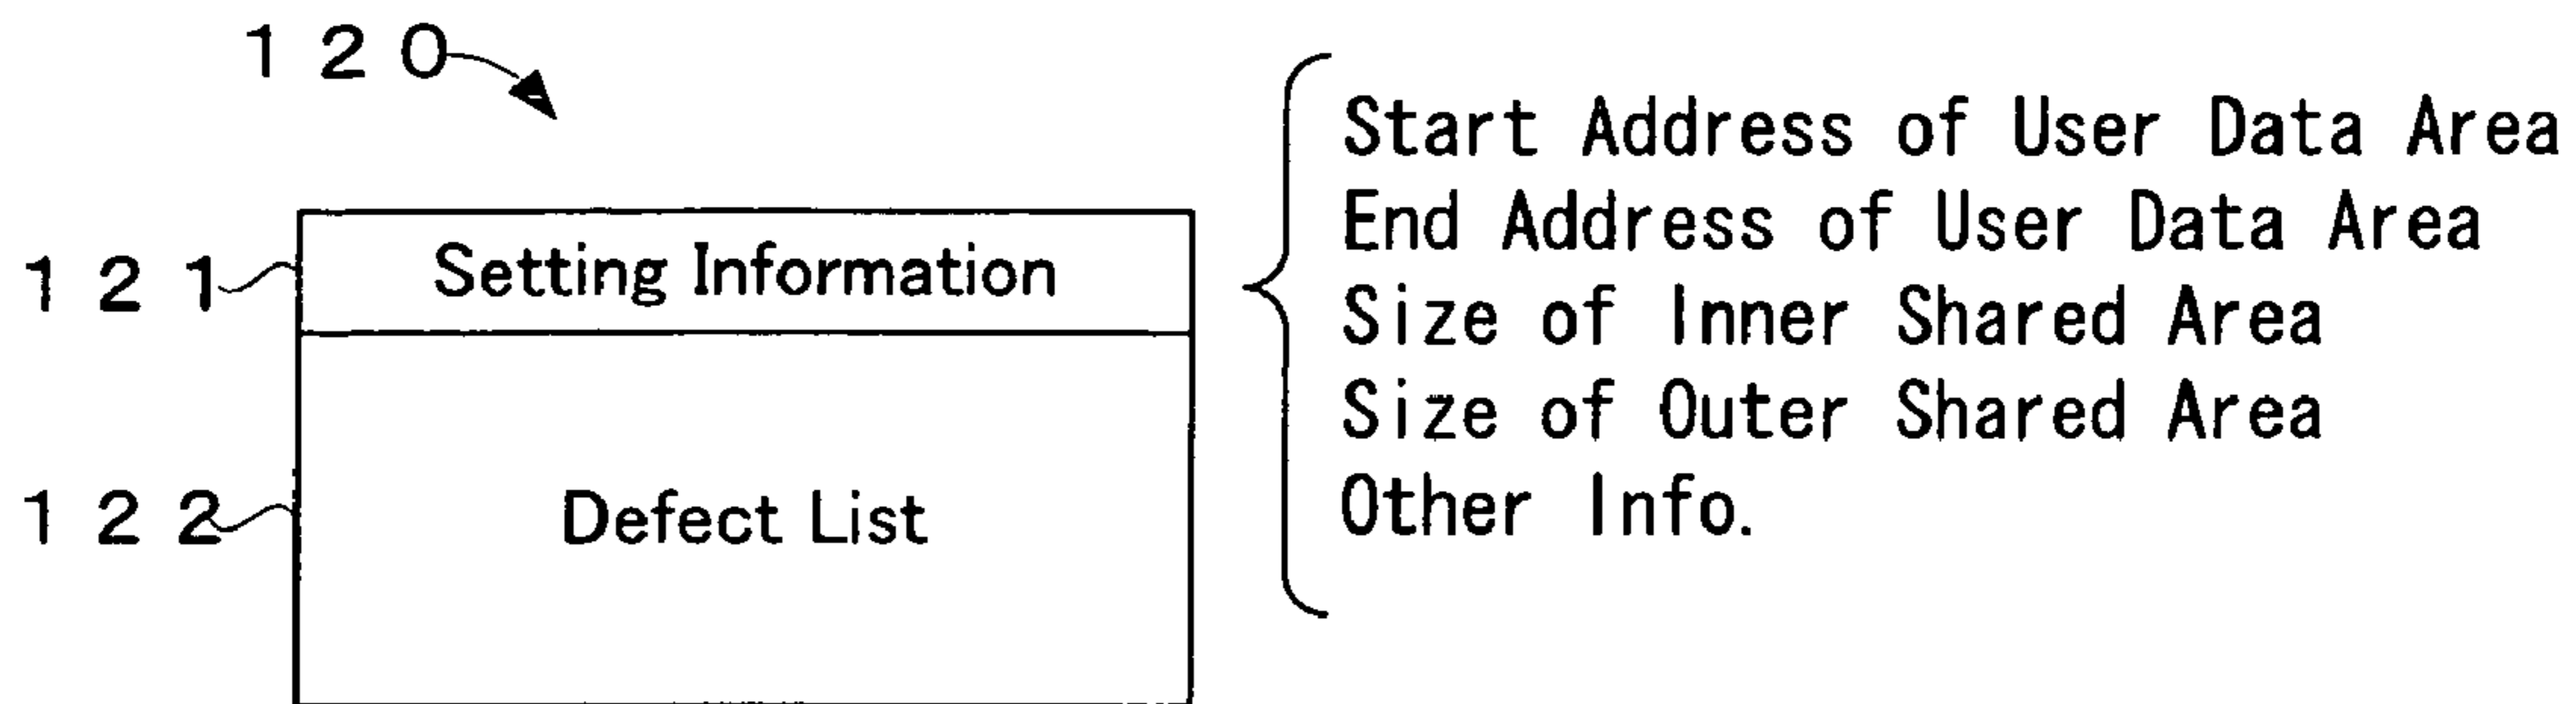 120
121
Setting Information
122
Defect List
Start Address of User Data Area
End Address of User Data Area
Size of Inner Shared Area
Size of Outer Shared Area
Other Info.